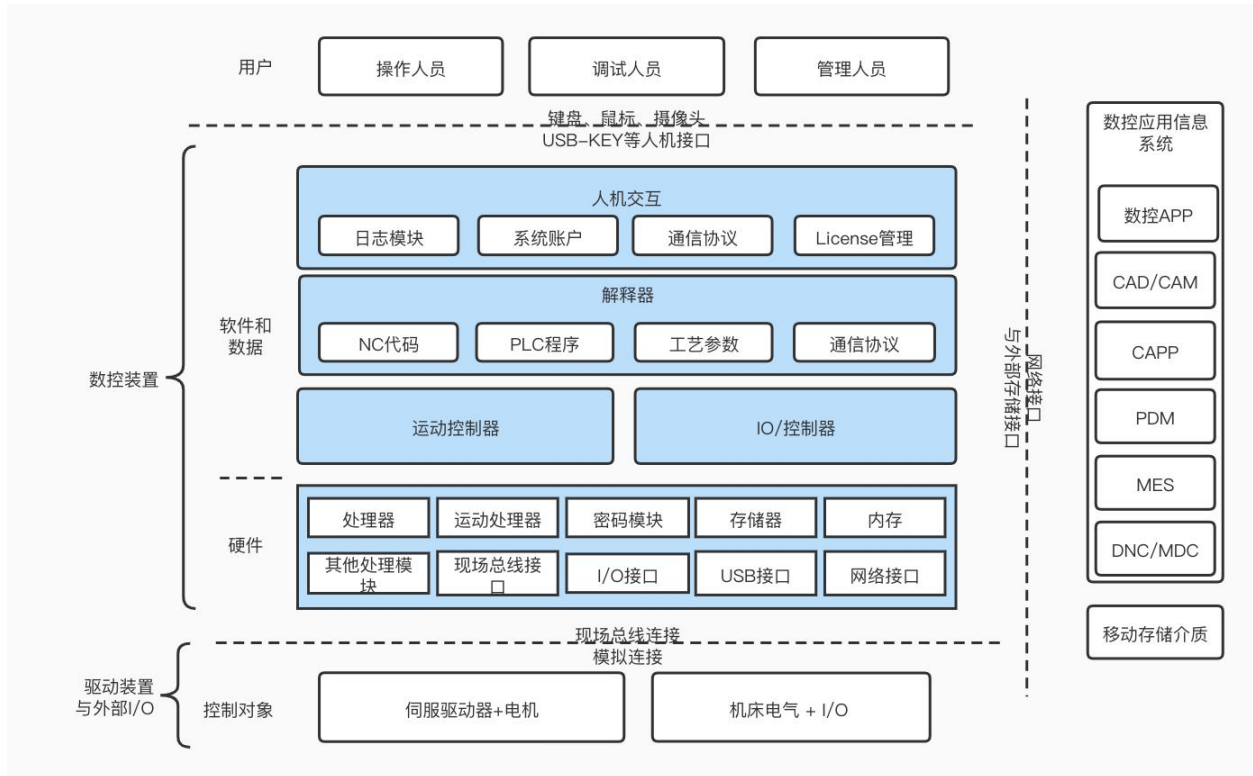 用户
操作人员
调试人员
管理人员
键盘、鼠标、摄像头
USB-KEY等人机接口
数控装置
软件和
数据
人机交互
日志模块
系统账户
通信协议
License管理
解释器
NC代码
PLC程序
工艺参数
通信协议
运动控制器
IO/控制器
硬件
处理器
运动处理器
密码模块
存储器
内存
其他处理模
块
现场总线接
口
I/O接口
USB接口
网络接口
现场总线连接
模拟连接
驱动装置
与外部I/O
控制对象
伺服驱动器+电机
机床电气 + I/O
网络接口
与外部存储接口
数控应用信息
系统
数控APP
CAD/CAM
CAPP
PDM
MES
DNC/MDC
移动存储介质